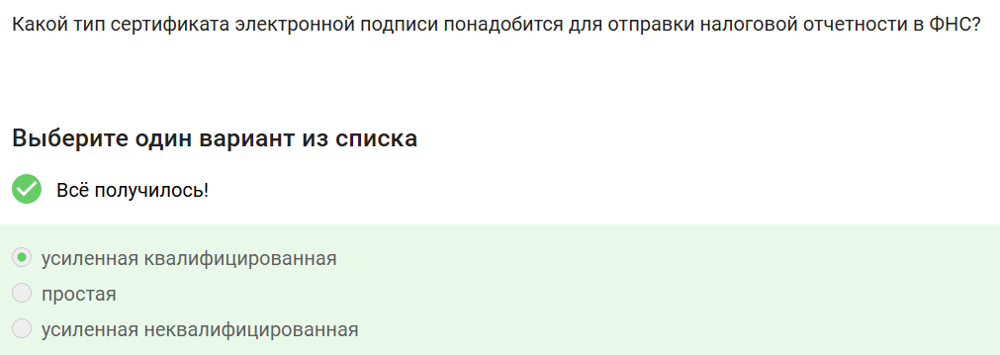 Какой тип сертификата электронной подписи понадобится для отправки налоговой отчетности в ФНС?
Выберите один вариант из списка
Всё получилось!
усиленная квалифицированная
простая
усиленная неквалифицированная